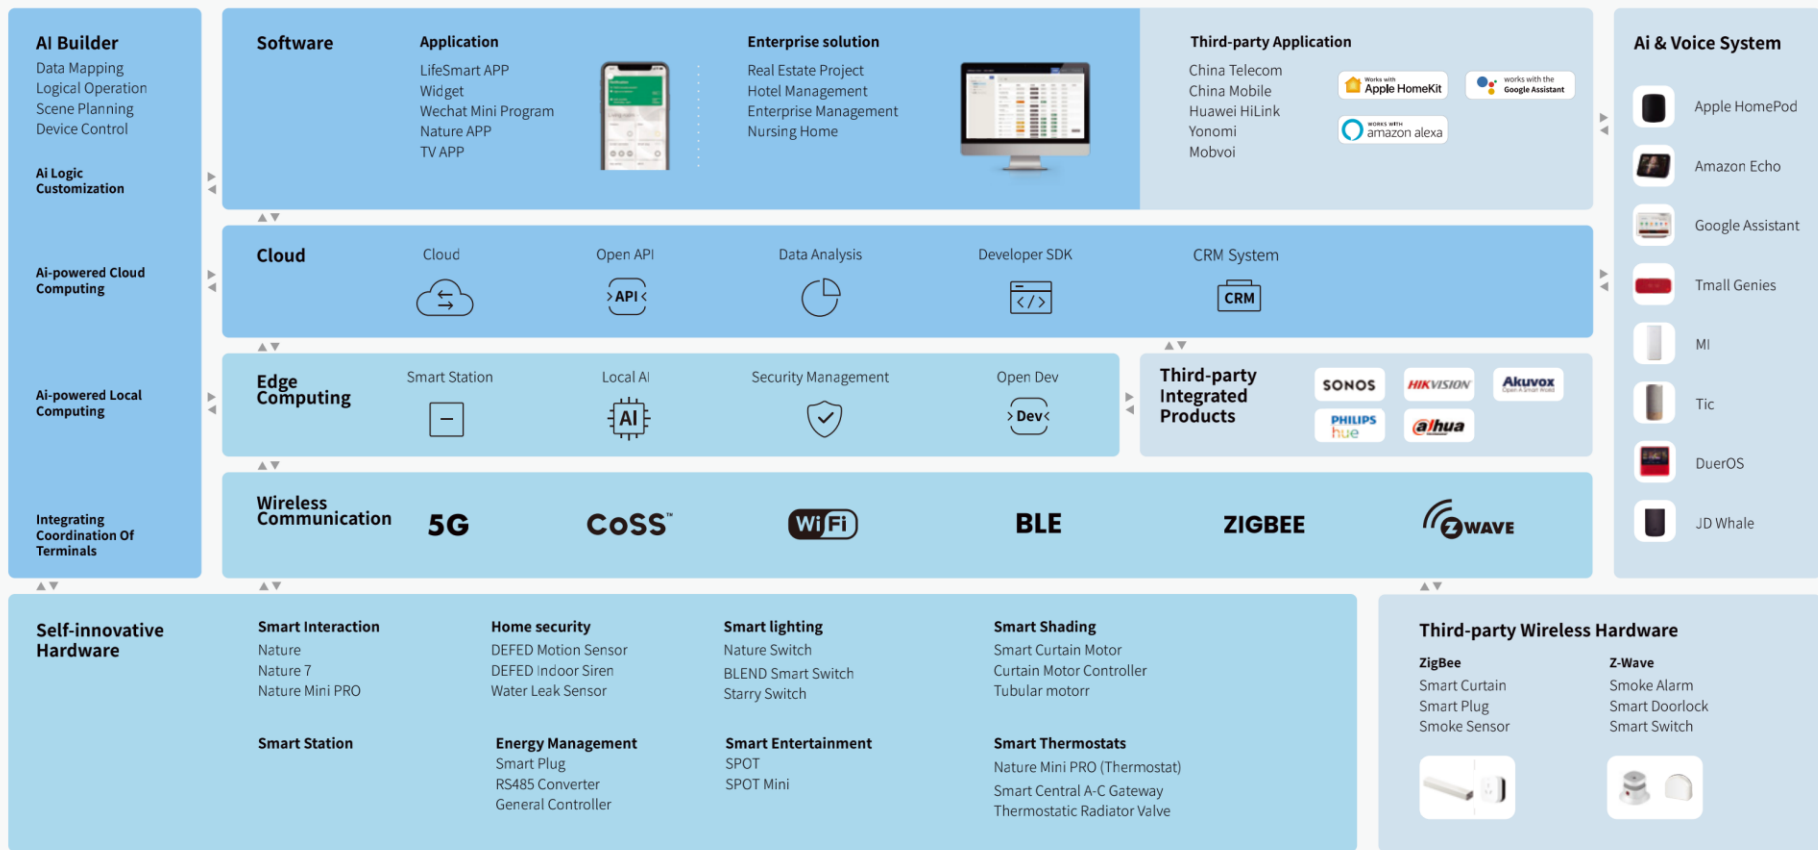 AI Builder
Data Mapping
Logical Operation
Scene Planning
Device Control
Ai Logic
Customization
Ai-powered Cloud
Computing
Ai-powered Local
Computing
Integrating
Coordination Of
Terminals
Software
Application
LifeSmart APP
Widget
Wechat Mini Program
Nature APP
TV APP
Enterprise solution
Real Estate Project
Hotel Management
Enterprise Management
Nursing Home
Third-party Application
China Telecom
China Mobile
Huawei HiLink
Yonomi
Mobvoi
Works with
Apple HomeKit
works with the
Google Assistant
WORKS WITH
amazon alexa
Cloud
Cloud
Open API
API
Data Analysis
Developer SDK
</>
CRM System
CRM
Edge
Computing
Smart Station
Local AI
AI
Security Management
Open Dev
Dev
Third-party
Integrated
Products
SONOS
HIKVISION
Akuvox
Open A Smart World
PHILIPS
hue
alhua
Wireless
Communication
5G
CoSS™
WiFi
BLE
ZIGBEE
Z WAVE
Ai & Voice System
Apple HomePod
Amazon Echo
Google Assistant
Tmall Genies
MI
Tic
DuerOS
JD Whale
Self-innovative
Hardware
Smart Interaction
Nature
Nature 7
Nature Mini PRO
Home security
DEFED Motion Sensor
DEFED Indoor Siren
Water Leak Sensor
Smart lighting
Nature Switch
BLEND Smart Switch
Starry Switch
Smart Shading
Smart Curtain Motor
Curtain Motor Controller
Tubular motorr
Smart Station
Energy Management
Smart Plug
RS485 Converter
General Controller
Smart Entertainment
SPOT
SPOT Mini
Smart Thermostats
Nature Mini PRO (Thermostat)
Smart Central A-C Gateway
Thermostatic Radiator Valve
Third-party Wireless Hardware
ZigBee
Smart Curtain
Smart Plug
Smoke Sensor
Z-Wave
Smoke Alarm
Smart Doorlock
Smart Switch